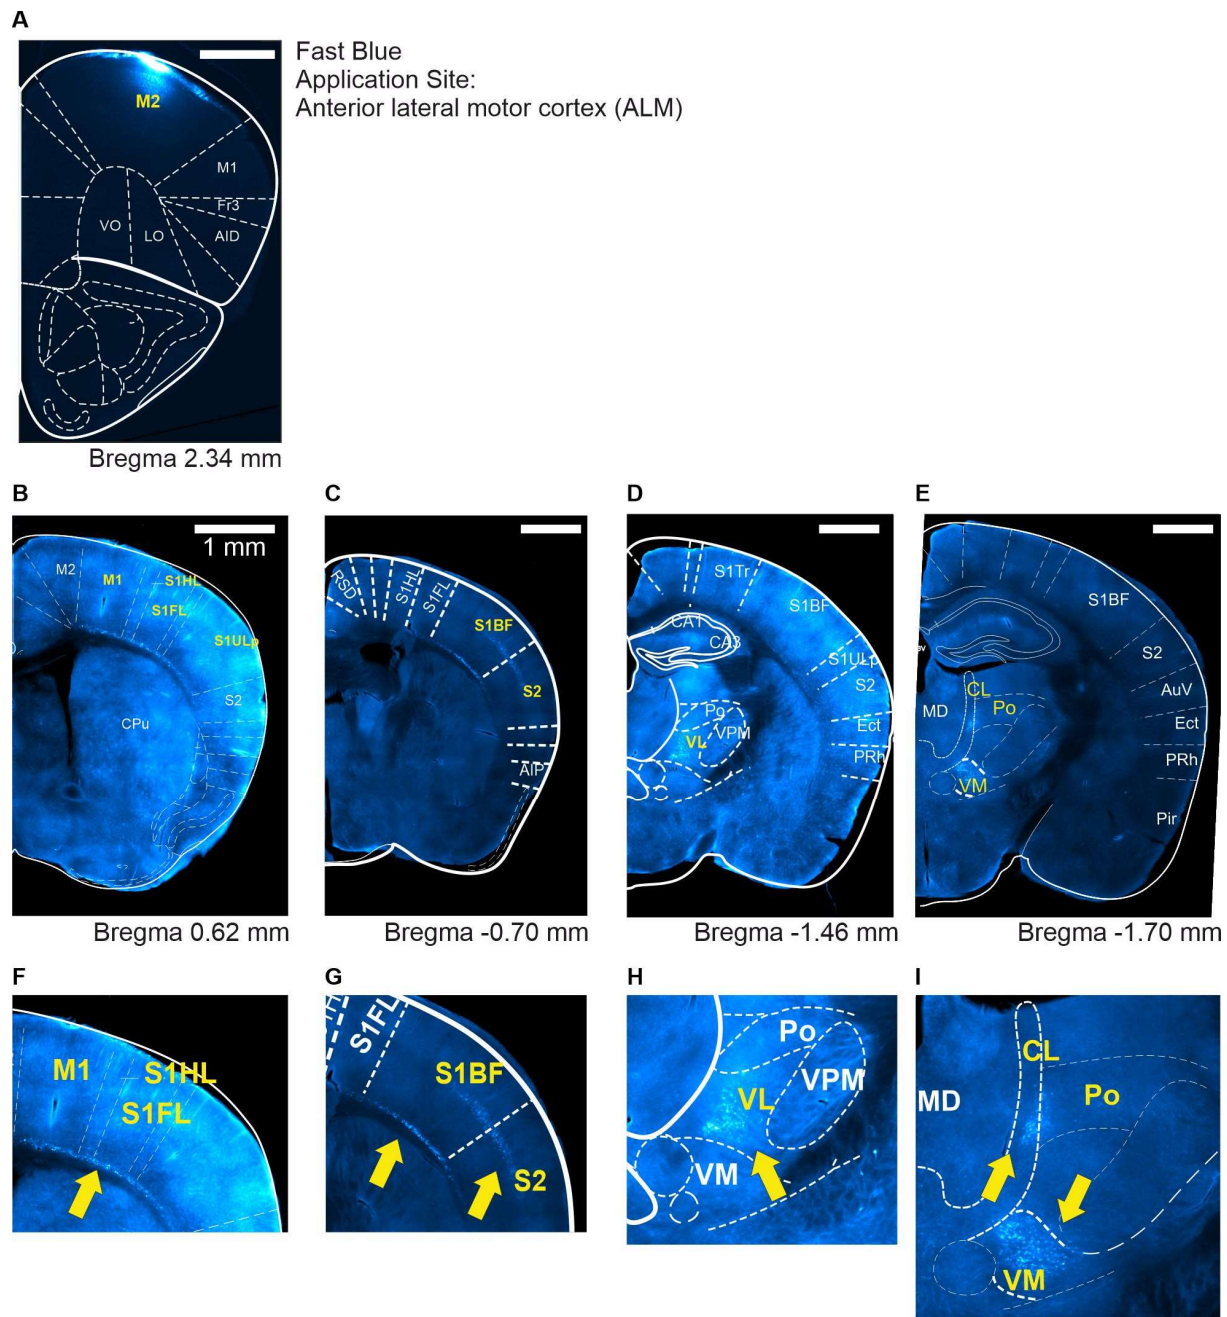 A
Fast Blue
Application Site:
Anterior lateral motor cortex (ALM)
M2
M1
Fr3
VO
LO
AID
Bregma 2.34 mm
B
1 mm
M2
M1
S1HL
S1FL
S1ULp
S2
CPu
Bregma 0.62 mm
C
RSD
S1HL
S1FL
S1BF
S2
AIP
Bregma -0.70 mm
D
S1Tr
S1BF
CA1
CA3
S1ULp
S2
Po
VPM
VL
Ect
PRh
Bregma -1.46 mm
E
S1BF
S2
AuV
CL
Po
MD
Ect
PRh
VM
Pir
Bregma -1.70 mm
F
M1
S1HL
S1FL
G
S1FL
S1BF
S2
H
Po
VPM
VL
VM
I
CL
MD
Po
VM